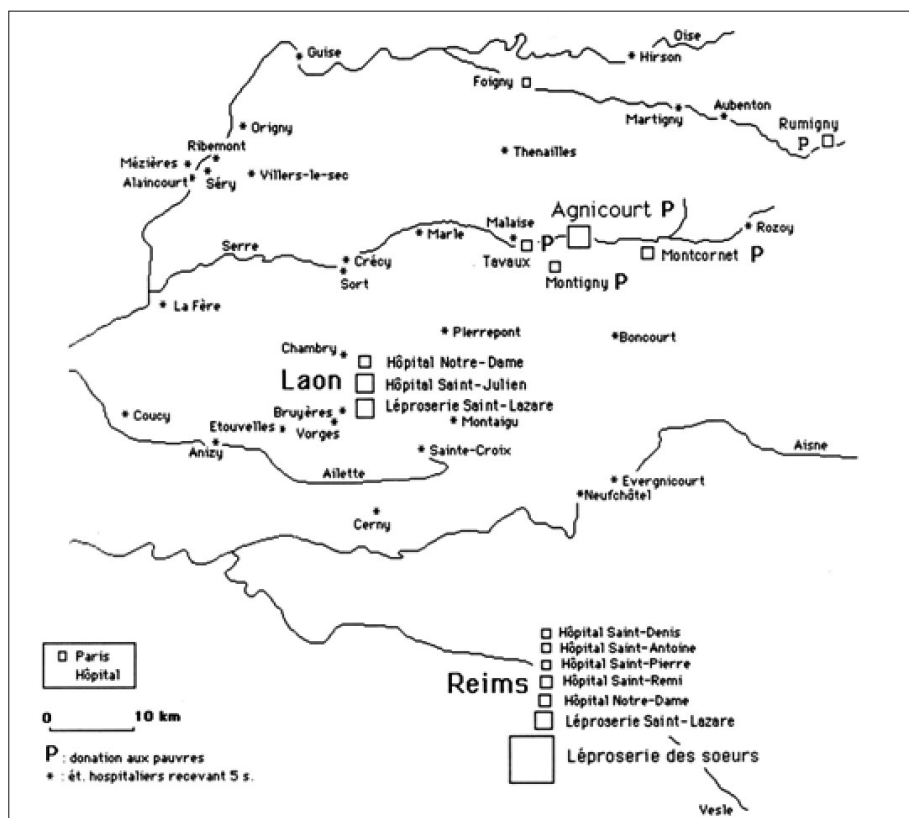 Oise
Guise
Hirson
Foigny
Aubenton
Martigny
Rumigny
P
Origny
Ribemont
Thenailles
Mézières
Villers-le-sec
Alaincourt
Séry
Agnicourt P
Malaise
Rozoy
Marle
P
Serre
Tavaux
Montcornet P
Crécy
Montigny P
Sort
La Fère
Pierrepont
Boncourt
Chambry
Hôpital Notre-Dame
Laon
Hôpital Saint-Julien
Bruyères
Léproserie Saint-Lazare
Coucy
Etouvelles
Vorges
Montaigu
Anizy
Sainte-Croix
Aisne
Ailette
Evergnicourt
Neufchâtel
Cerny
Hôpital Saint-Denis
Hôpital Saint-Antoine
Hôpital Saint-Pierre
Reims
Hôpital Saint-Remi
Hôpital Notre-Dame
Léproserie Saint-Lazare
Léproserie des soeurs
Vesle
Paris
Hôpital
0 10 km
P : donation aux pauvres
* : ét. hospitaliers recevant 5 s.